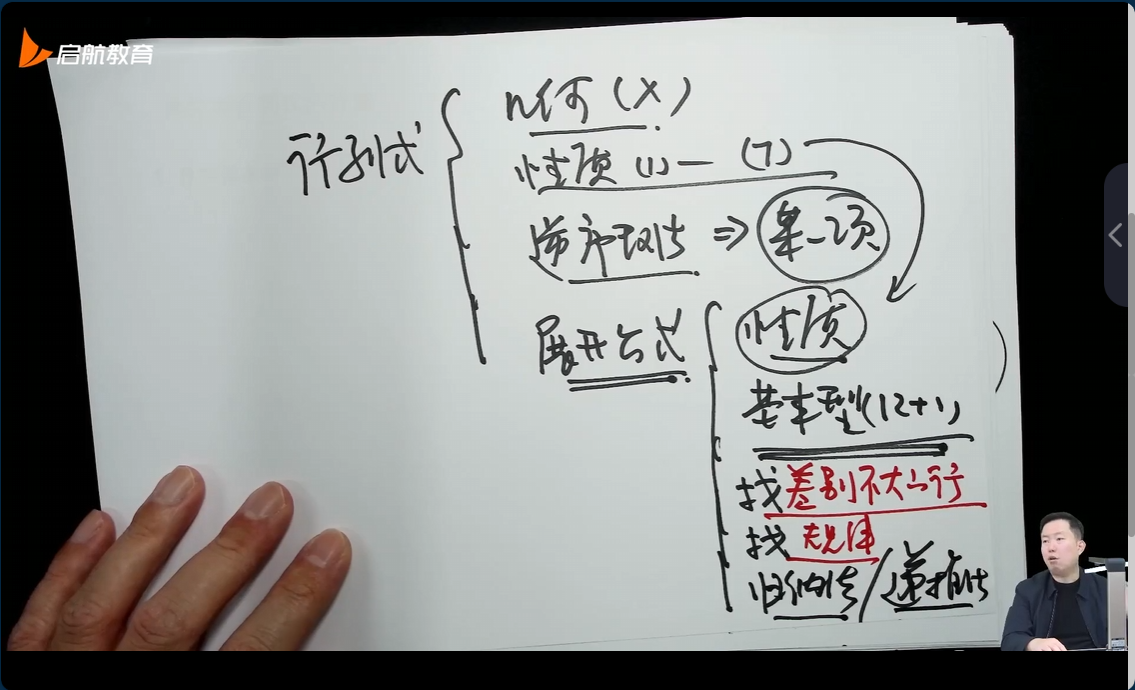 启航教育
行列式
n何(X)
性质(1)—(7)
逆序数法 ⇒ 某一项
展开公式
性质
基本型(12+1)
找差别不大的行
找规律
归纳法/递推法